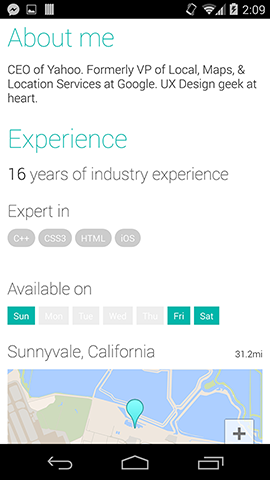 2:09
About me
CEO of Yahoo. Formerly VP of Local, Maps, &
Location Services at Google. UX Design geek at
heart.
Experience
16 years of industry experience
Expert in
C++ CSS3 HTML iOS
Available on
Sun Mon Tue Wed Thu Fri Sat
Sunnyvale, California 31.2mi
+